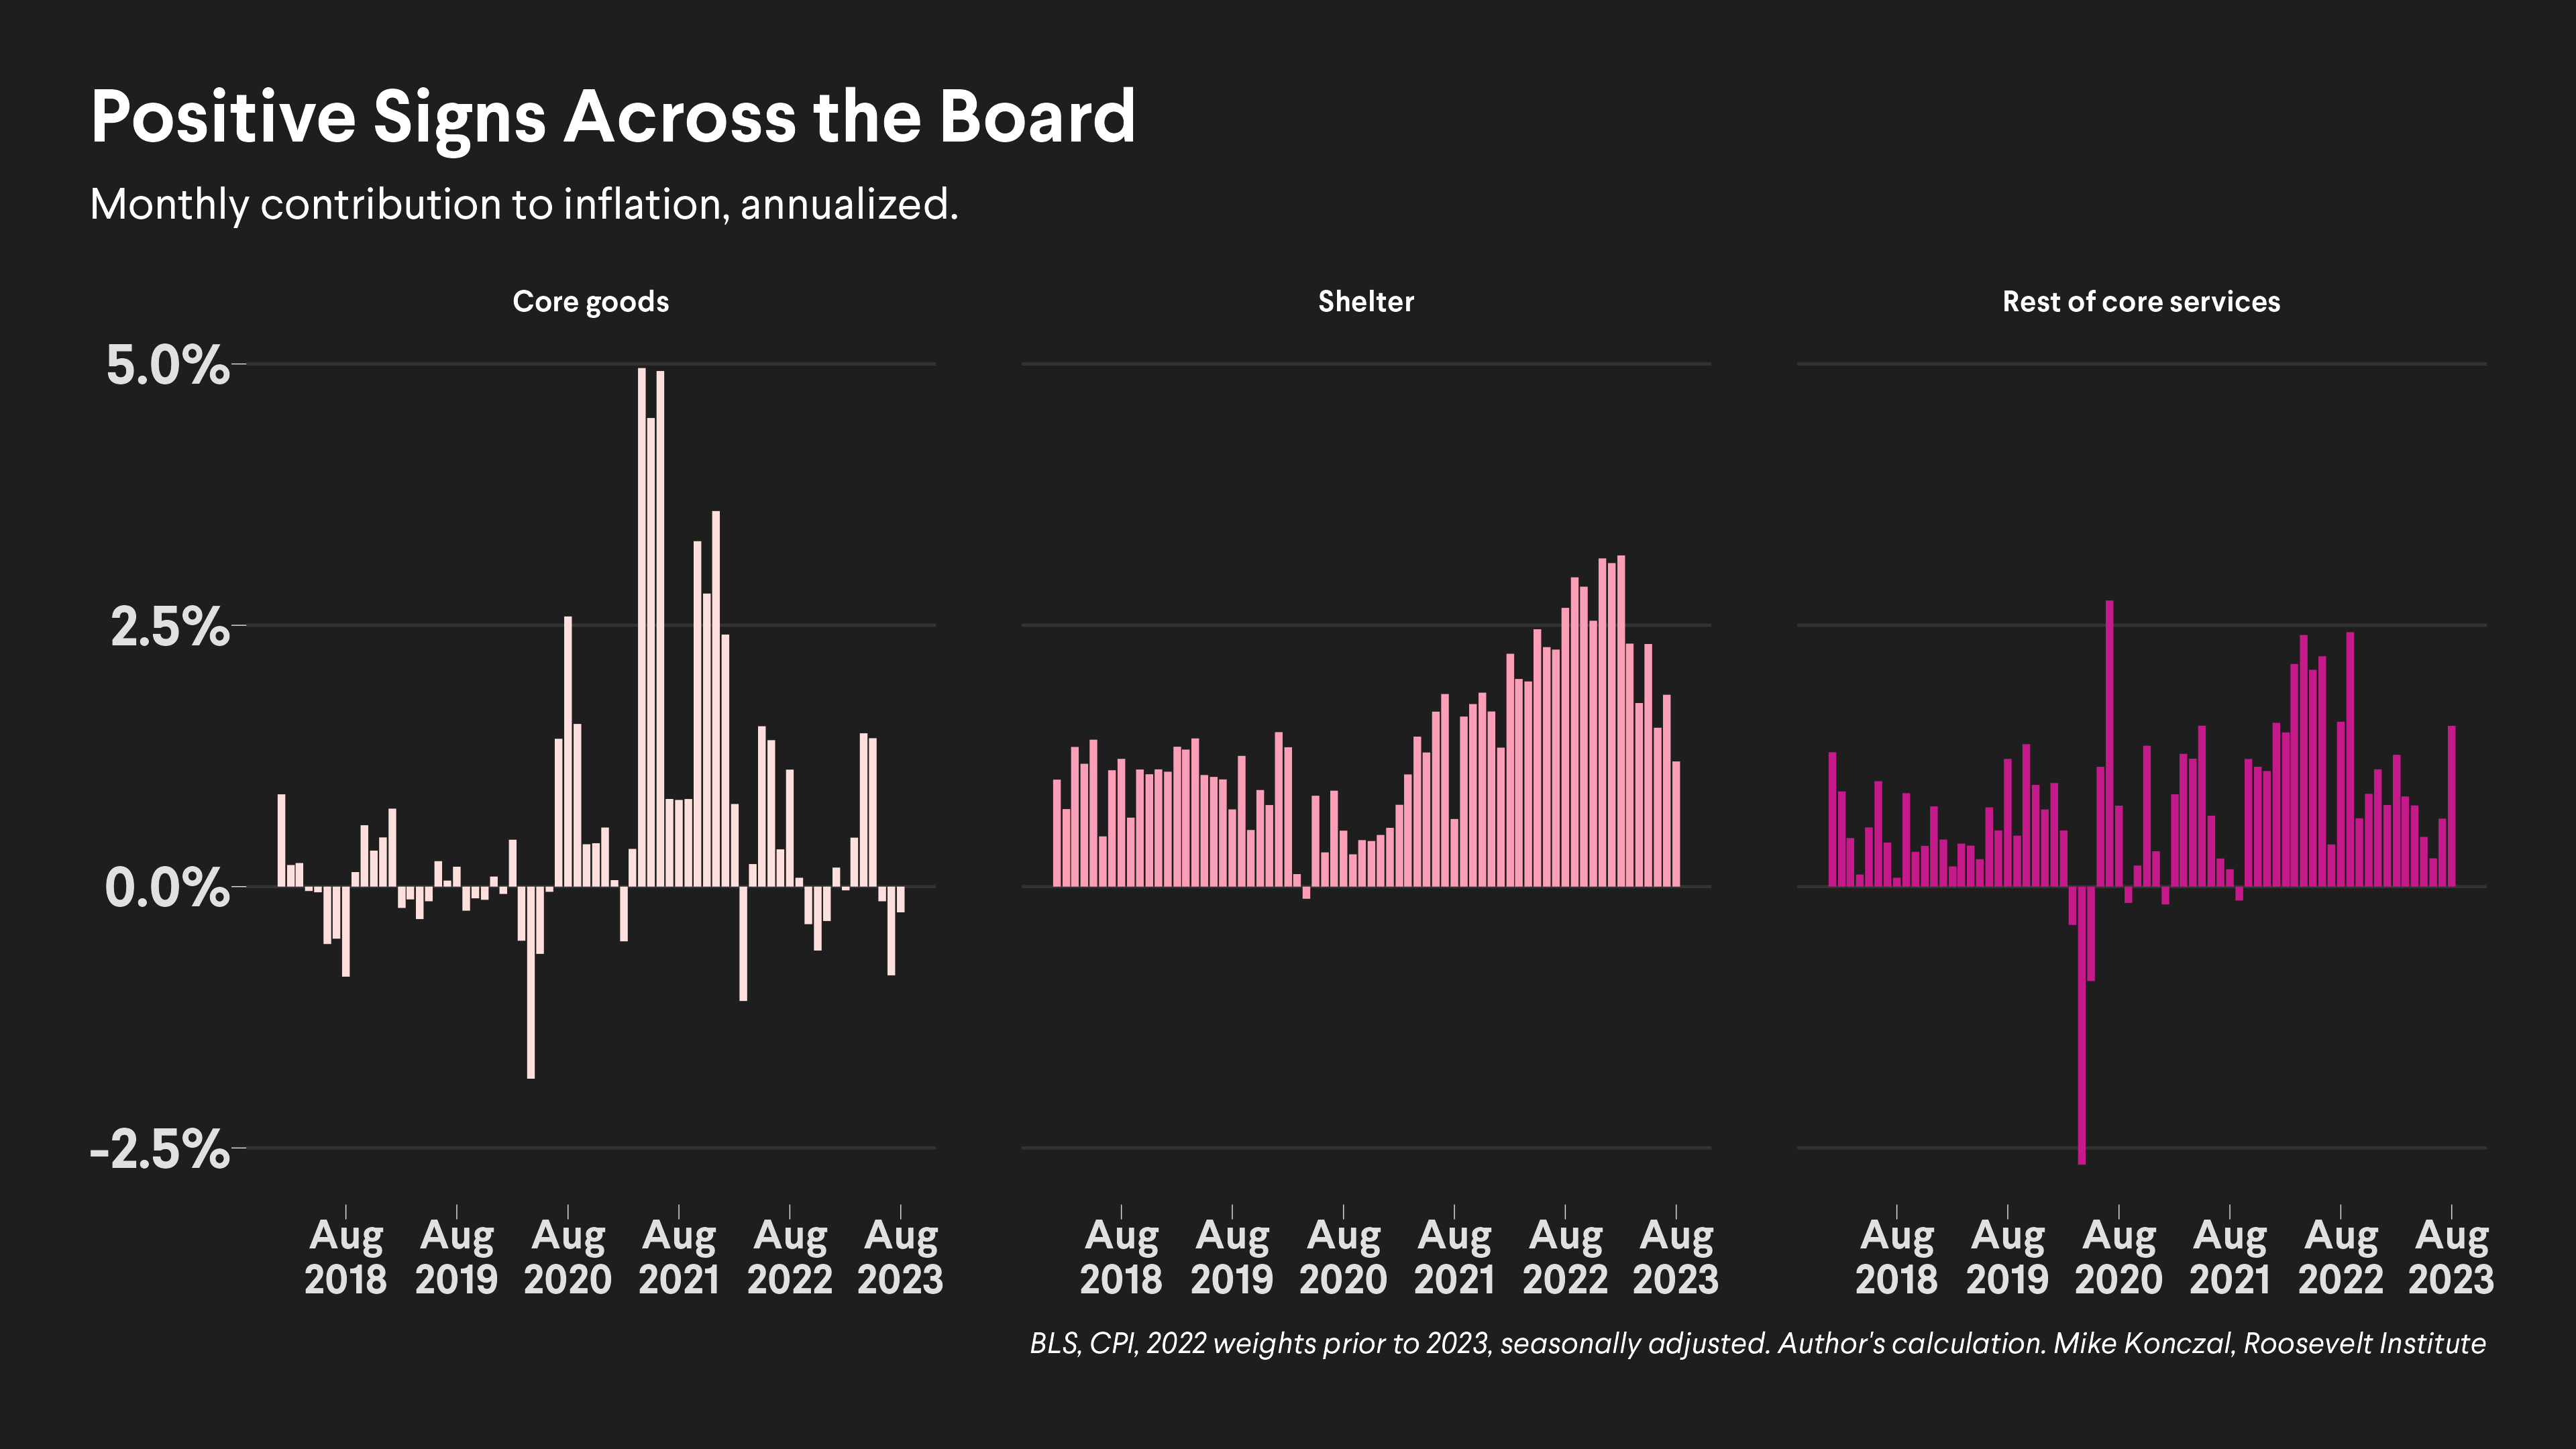 Positive Signs Across the Board
Monthly contribution to inflation, annualized.
Core goods
Shelter
Rest of core services
5.0%
2.5%
0.0%
-2.5%
Aug
2018
Aug
2019
Aug
2020
Aug
2021
Aug
2022
Aug
2023
Aug
2018
Aug
2019
Aug
2020
Aug
2021
Aug
2022
Aug
2023
Aug
2018
Aug
2019
Aug
2020
Aug
2021
Aug
2022
Aug
2023
BLS, CPI, 2022 weights prior to 2023, seasonally adjusted. Author's calculation. Mike Konczal, Roosevelt Institute